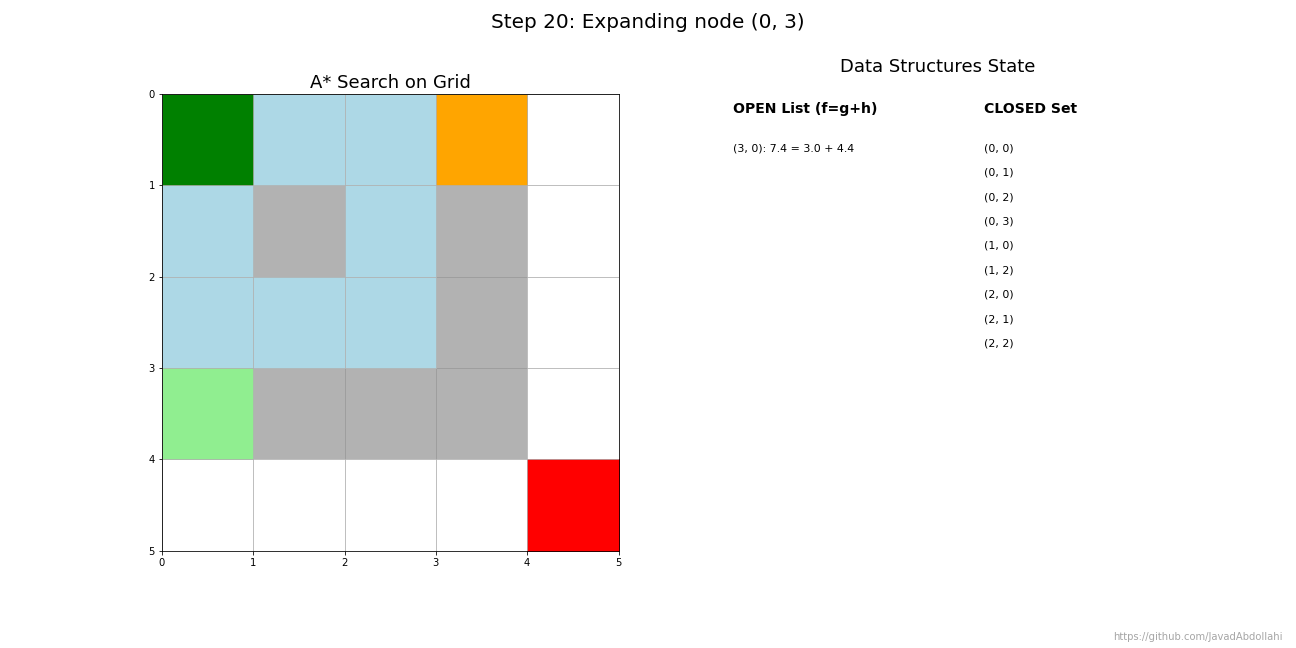 Step 20: Expanding node (0, 3)
A* Search on Grid
0
1
2
3
4
5
0 1 2 3 4 5
Data Structures State
OPEN List (f=g+h)
(3, 0): 7.4 = 3.0 + 4.4
CLOSED Set
(0, 0)
(0, 1)
(0, 2)
(0, 3)
(1, 0)
(1, 2)
(2, 0)
(2, 1)
(2, 2)
https://github.com/JavadAbdollahi